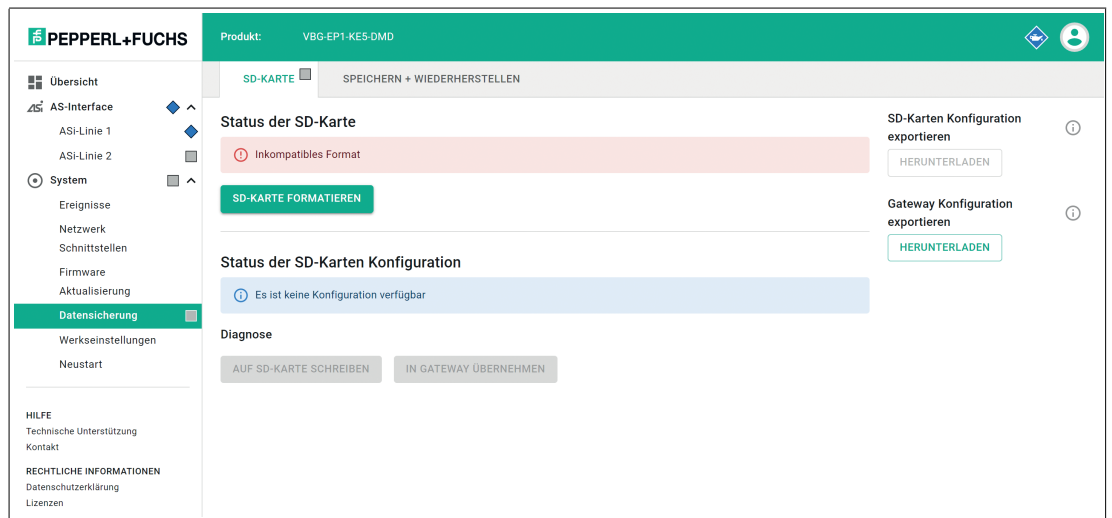 PEPPERL+FUCHS
Produkt: VBG-EP1-KE5-DMD
Übersicht
AS-Interface
ASi-Linie 1
ASi-Linie 2
System
Ereignisse
Netzwerk
Schnittstellen
Firmware
Aktualisierung
Datensicherung
Werkseinstellungen
Neustart
HILFE
Technische Unterstützung
Kontakt
RECHTLICHE INFORMATIONEN
Datenschutzerklärung
Lizenzen
SD-KARTE
SPEICHERN + WIEDERHERSTELLEN
Status der SD-Karte
Inkompatibles Format
SD-KARTE FORMATIEREN
Status der SD-Karten Konfiguration
Es ist keine Konfiguration verfügbar
Diagnose
AUF SD-KARTE SCHREIBEN
IN GATEWAY ÜBERNEHMEN
SD-Karten Konfiguration
exportieren
HERUNTERLADEN
Gateway Konfiguration
exportieren
HERUNTERLADEN